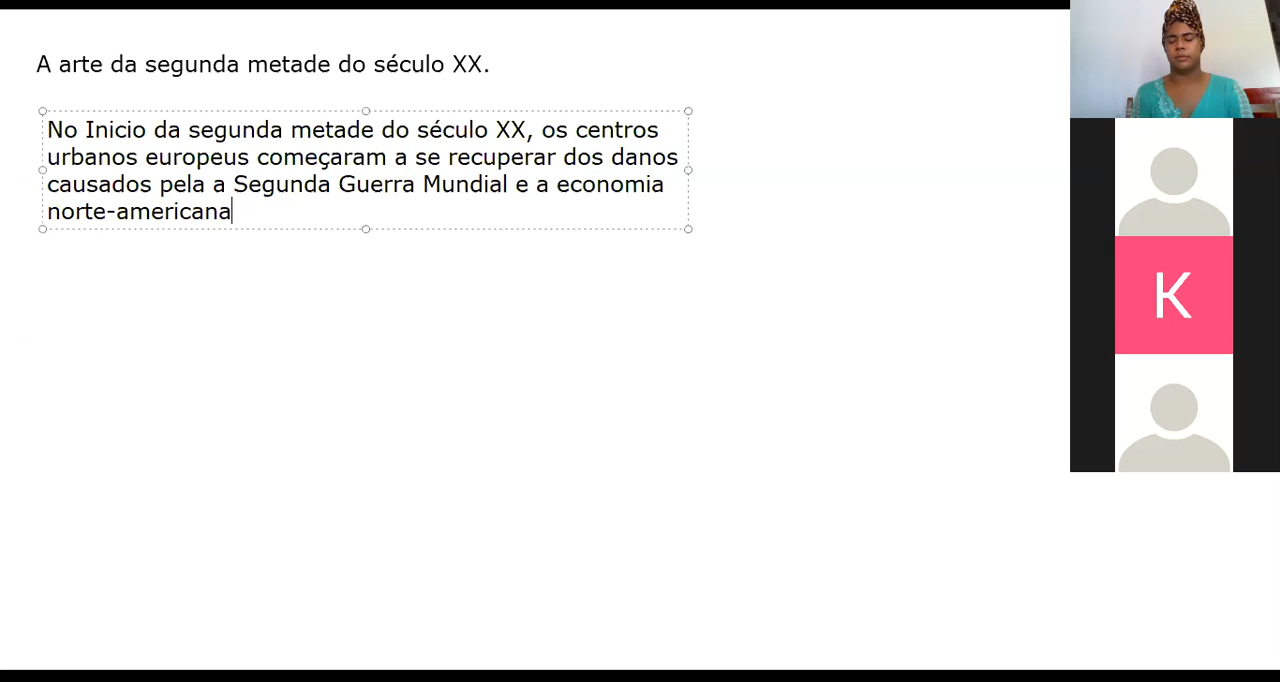 A arte da segunda metade do século XX.
No Inicio da segunda metade do século XX, os centros
urbanos europeus começaram a se recuperar dos danos
causados pela a Segunda Guerra Mundial e a economia
norte-americana
K